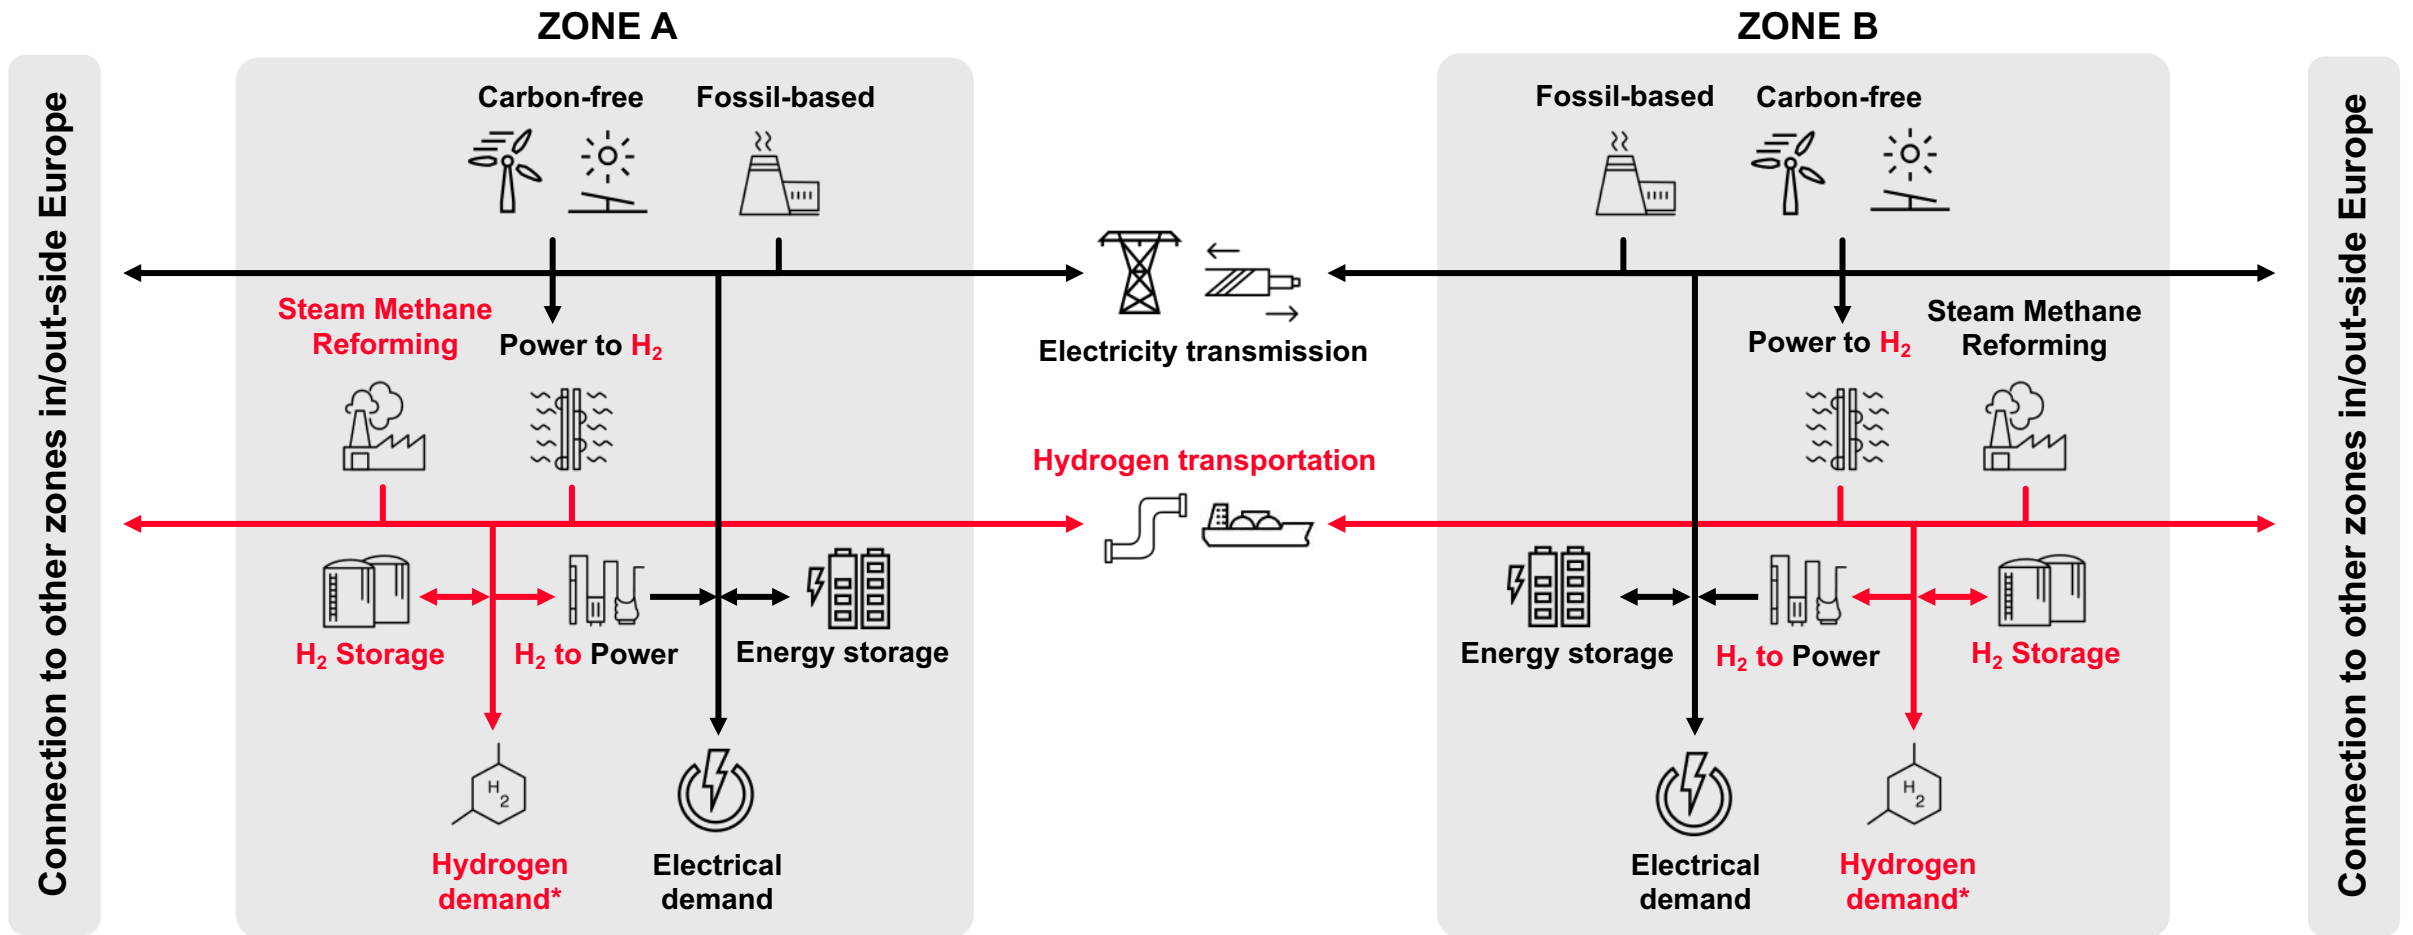 ZONE A
ZONE B
Connection to other zones in/out-side Europe
Carbon-free
Fossil-based
Steam Methane
Reforming
Power to H₂
H₂ Storage
H₂ to Power
Energy storage
Hydrogen
demand*
Electrical
demand
H
2
Electricity transmission
Hydrogen transportation
Fossil-based
Carbon-free
Power to H₂
Steam Methane
Reforming
Energy storage
H₂ to Power
H₂ Storage
Electrical
demand
H
2
Hydrogen
demand*
Connection to other zones in/out-side Europe